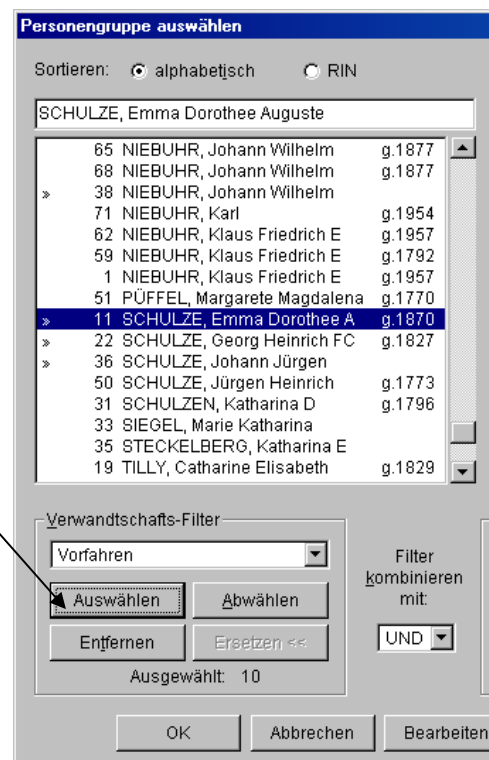 Personengruppe auswählen
Sortieren: alphabetisch RIN
SCHULZE, Emma Dorothee Auguste
65 NIEBUHR, Johann Wilhelm g.1877
68 NIEBUHR, Johann Wilhelm g.1877
» 38 NIEBUHR, Johann Wilhelm
71 NIEBUHR, Karl g.1954
62 NIEBUHR, Klaus Friedrich E g.1957
59 NIEBUHR, Klaus Friedrich E g.1792
1 NIEBUHR, Klaus Friedrich E g.1957
51 PÜFFEL, Margarete Magdalena g.1770
» 11 SCHULZE, Emma Dorothee A g.1870
» 22 SCHULZE, Georg Heinrich FC g.1827
» 36 SCHULZE, Johann Jürgen
50 SCHULZE, Jürgen Heinrich g.1773
31 SCHULZEN, Katharina D g.1796
33 SIEGEL, Marie Katharina
35 STECKELBERG, Katharina E
19 TILLY, Catharine Elisabeth g.1829
Verwandtschafts-Filter
Vorfahren
Auswählen Abwählen
Entfernen Ersetzen <<
Ausgewählt: 10
Filter
kombinieren
mit:
UND
OK Abbrechen Bearbeiten